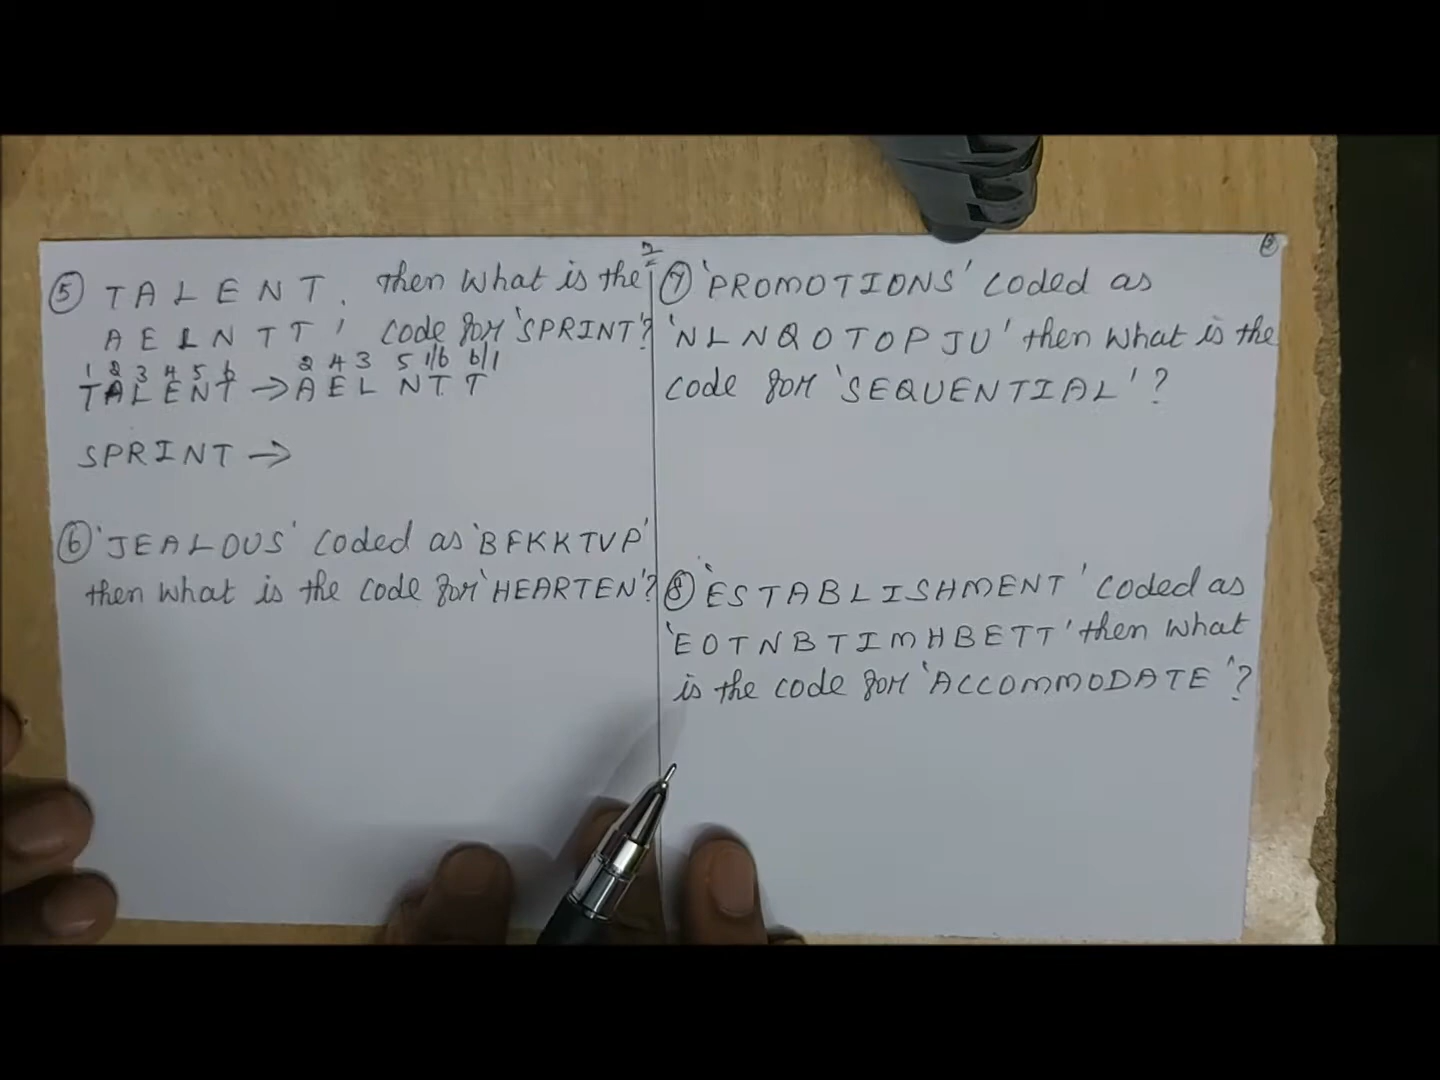 ⑤ TALENT, then what is the
AELNTT' code for 'SPRINT'?
1 2 3 4 5 6 2 4 3 5 1/6 6/1
TALENT → AELNTT
SPRINT →
⑥ 'JEALOUS' coded as 'BFKKTVP'
then what is the code for 'HEARTEN'?
2
⑦ 'PROMOTIONS' coded as
'NLNQOTOPJU' then what is the
code for 'SEQUENTIAL'?
⑧ 'ESTABLISHMENT' coded as
'EOTNBTIMHBETT' then what
is the code for 'ACCOMMODATE'?